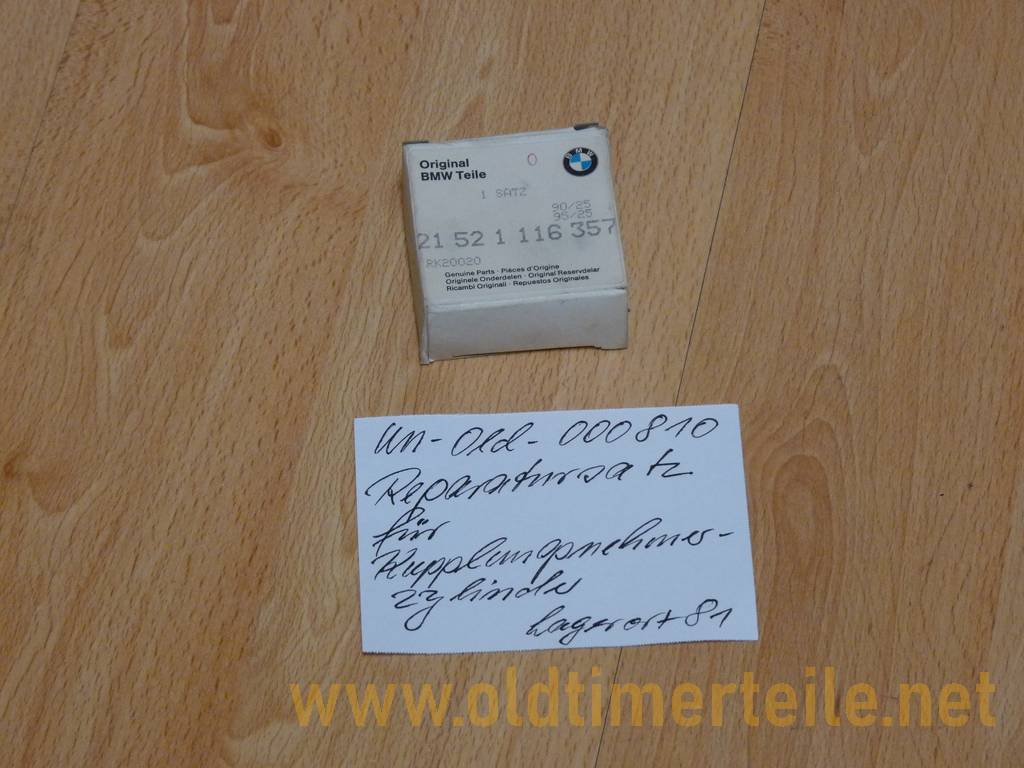 Original
BMW Teile
0
BMW
1 SATZ
90/25
95/25
21 52 1 116 357
RK20020
Genuine Parts · Pièces d'Origine
Originele Onderdelen · Original Reservdelar
Ricambi Originali · Repuestos Originales
un-Old-000810
Reparatursatz
für
Kupplungsnehmer-
zylinder
Lagerort 81
www.oldtimerteile.net